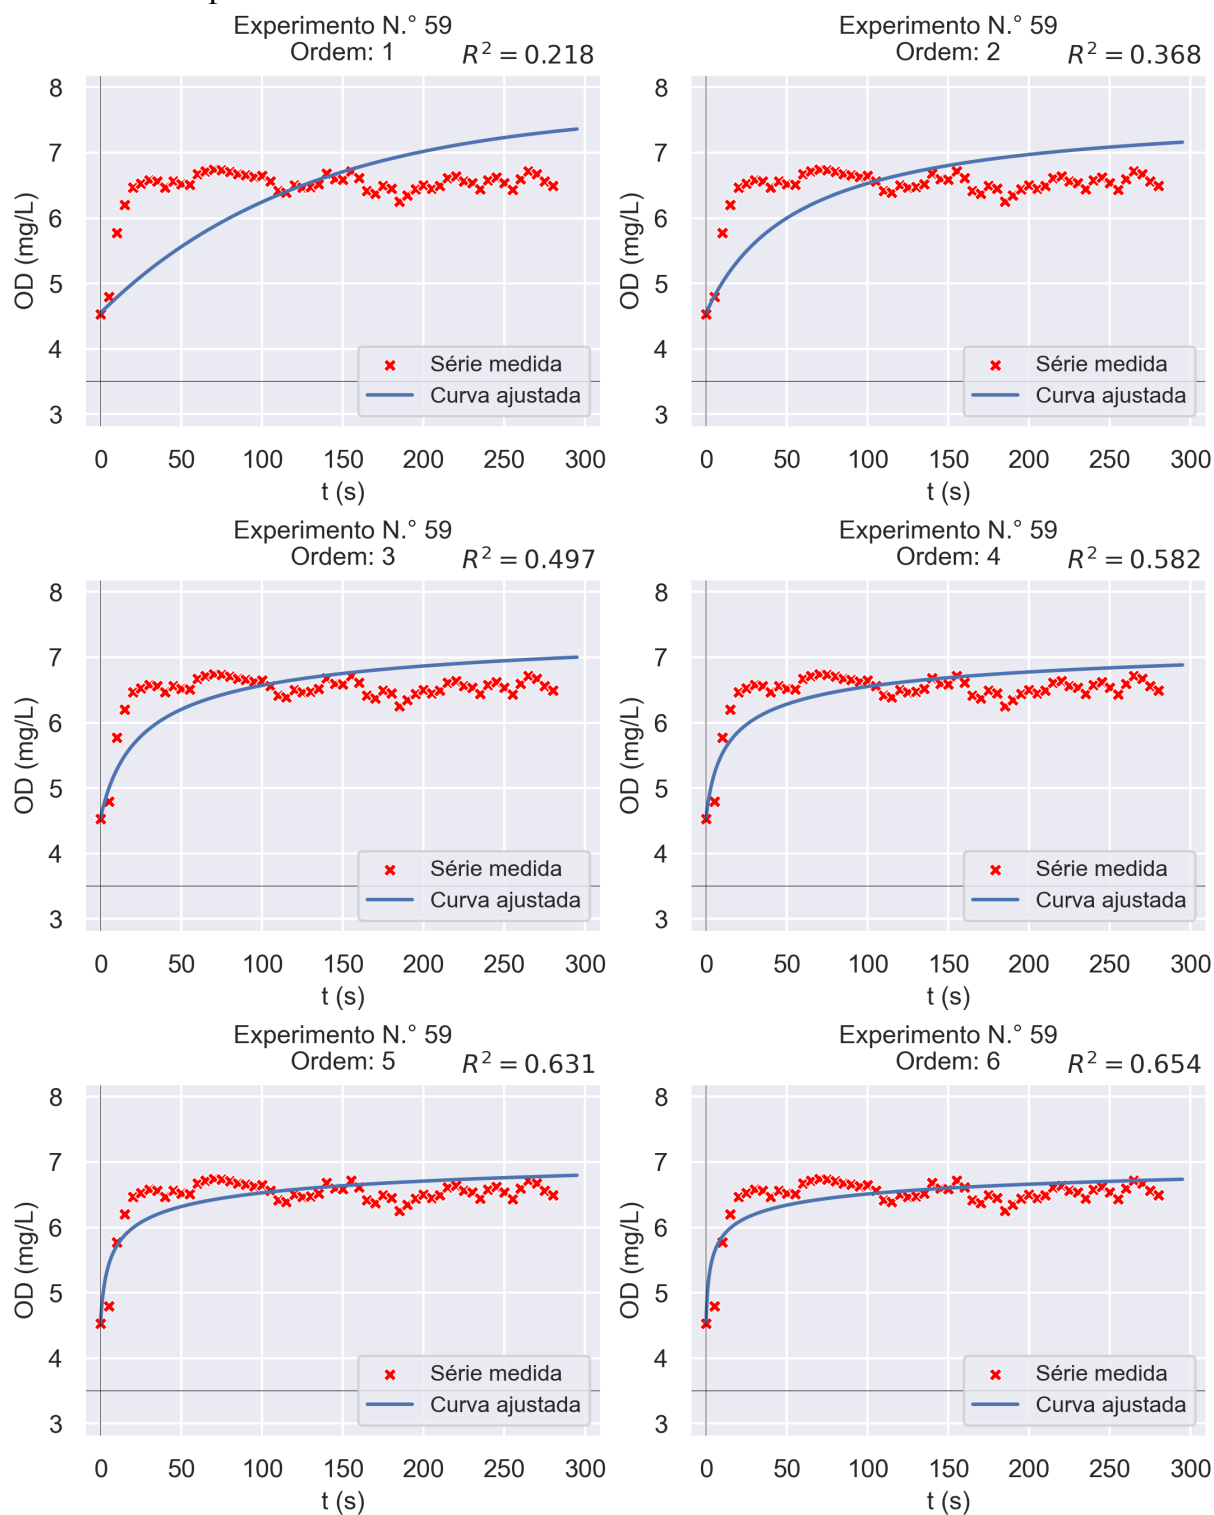 Experimento N.° 59
Ordem: 1 R² = 0.218
8
7
6
5
4
3
OD (mg/L)
Série medida
Curva ajustada
0 50 100 150 200 250 300
t (s)
Experimento N.° 59
Ordem: 2 R² = 0.368
8
7
6
5
4
3
OD (mg/L)
Série medida
Curva ajustada
0 50 100 150 200 250 300
t (s)
Experimento N.° 59
Ordem: 3 R² = 0.497
8
7
6
5
4
3
OD (mg/L)
Série medida
Curva ajustada
0 50 100 150 200 250 300
t (s)
Experimento N.° 59
Ordem: 4 R² = 0.582
8
7
6
5
4
3
OD (mg/L)
Série medida
Curva ajustada
0 50 100 150 200 250 300
t (s)
Experimento N.° 59
Ordem: 5 R² = 0.631
8
7
6
5
4
3
OD (mg/L)
Série medida
Curva ajustada
0 50 100 150 200 250 300
t (s)
Experimento N.° 59
Ordem: 6 R² = 0.654
8
7
6
5
4
3
OD (mg/L)
Série medida
Curva ajustada
0 50 100 150 200 250 300
t (s)